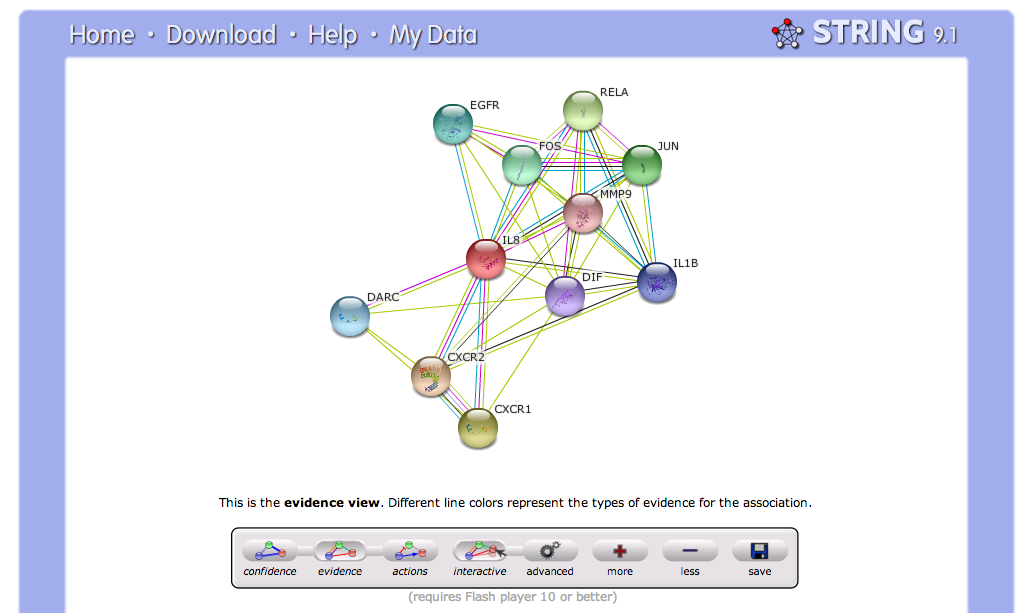 Home • Download • Help • My Data
STRING 9.1
RELA
EGFR
FOS
JUN
MMP9
IL8
IL1B
DIF
DARC
CXCR2
CXCR1
This is the evidence view. Different line colors represent the types of evidence for the association.
confidence evidence actions interactive advanced more less save
(requires Flash player 10 or better)